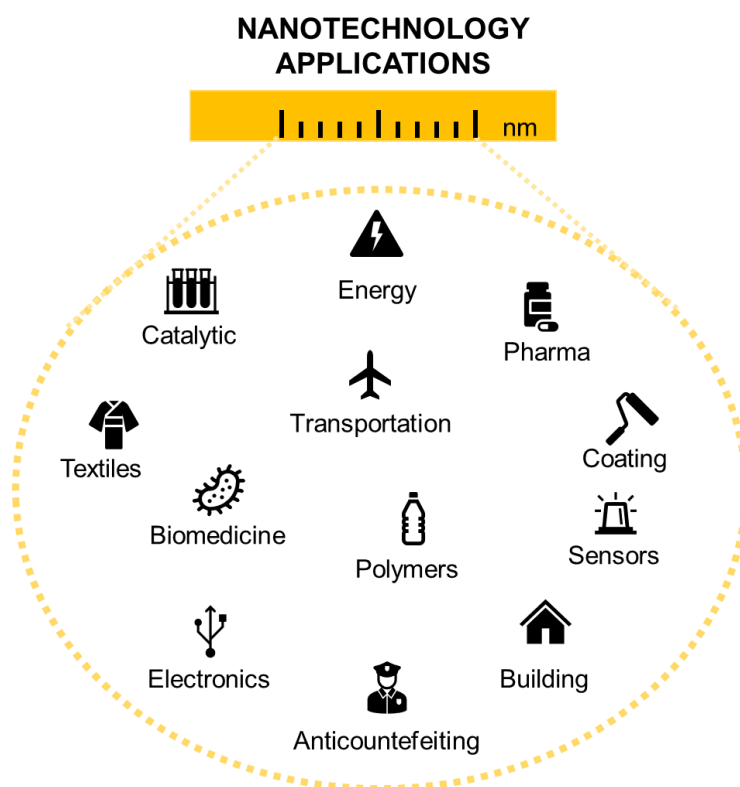 NANOTECHNOLOGY
APPLICATIONS
nm
Energy
Catalytic
Pharma
Transportation
Coating
Textiles
Biomedicine
Sensors
Polymers
Electronics
Building
Anticountefeiting